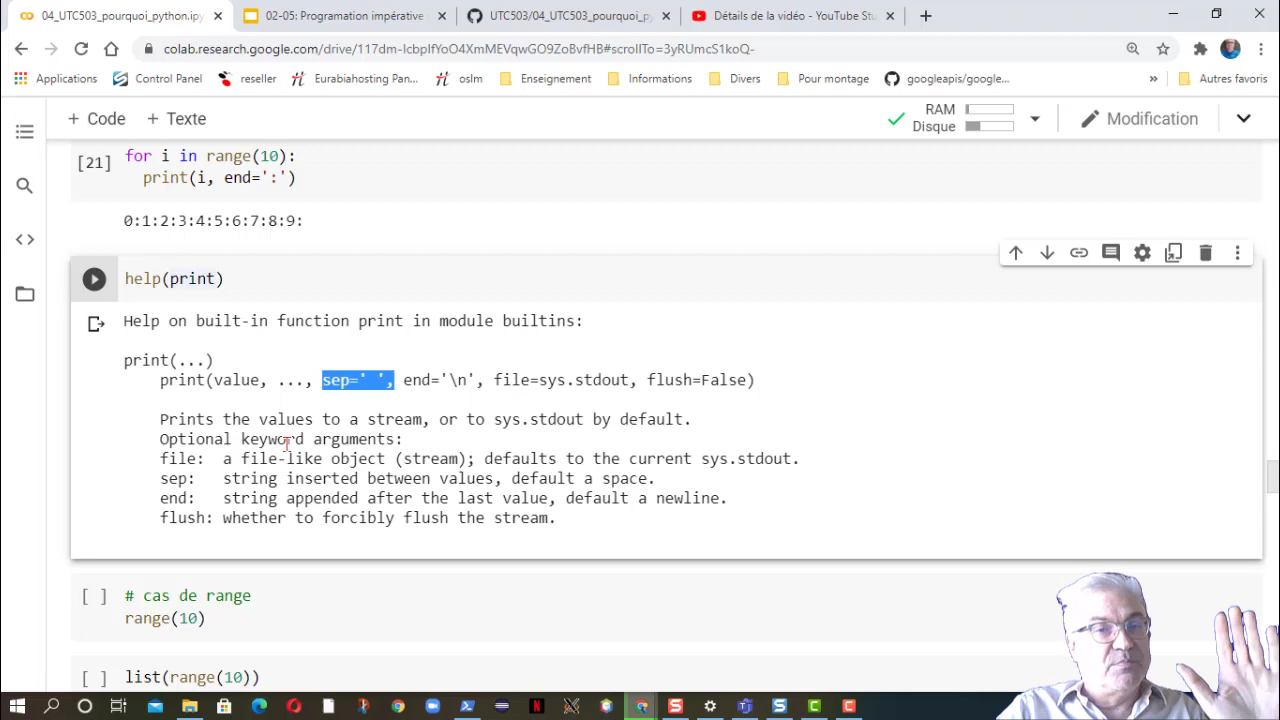 04_UTC503_pourquoi_python.ipy
02-05: Programation impérative (
UTC503/04_UTC503_pourquoi_py
Détails de la vidéo - YouTube Stu
colab.research.google.com/drive/117dm-IcbpIfYoO4XmMEVqwGO9ZoBvfHB#scrollTo=3yRUmcS1koQ-
Applications
Control Panel
reseller
Eurabiahosting Pan...
oslm
Enseignement
Informations
Divers
Pour montage
googleapis/google...
»
Autres favoris
+ Code
+ Texte
RAM
Disque
Modification
[21]
for i in range(10):
print(i, end=':')
0:1:2:3:4:5:6:7:8:9:
help(print)
Help on built-in function print in module builtins:
print(...)
print(value, ..., sep=' ', end='\n', file=sys.stdout, flush=False)
Prints the values to a stream, or to sys.stdout by default.
Optional keyword arguments:
file: a file-like object (stream); defaults to the current sys.stdout.
sep: string inserted between values, default a space.
end: string appended after the last value, default a newline.
flush: whether to forcibly flush the stream.
[ ]
# cas de range
range(10)
[ ]
list(range(10))